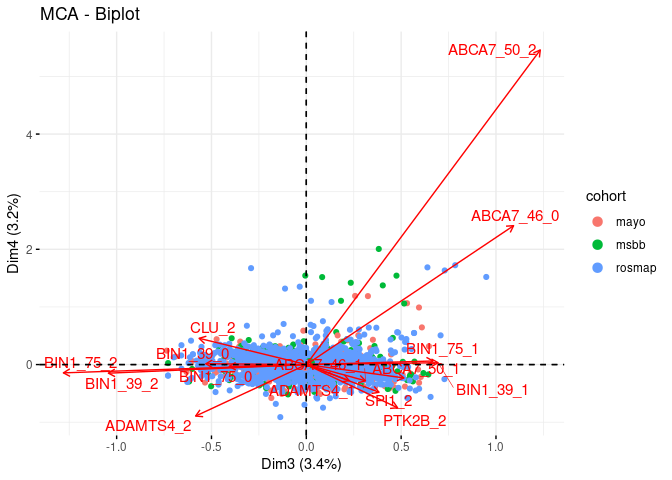 MCA - Biplot
ABCA7_50_2
ABCA7_46_0
CLU_2
BIN1_39_0
BIN1_75_1
BIN1_75_2
ABCA7_46_1
ABCA7_50_1
BIN1_39_2
BIN1_75_0
ADAMTS4_1
BIN1_39_1
SPI1_2
ADAMTS4_2
PTK2B_2
4
2
0
-1.0
-0.5
0.0
0.5
1.0
Dim3 (3.4%)
Dim4 (3.2%)
cohort
mayo
msbb
rosmap